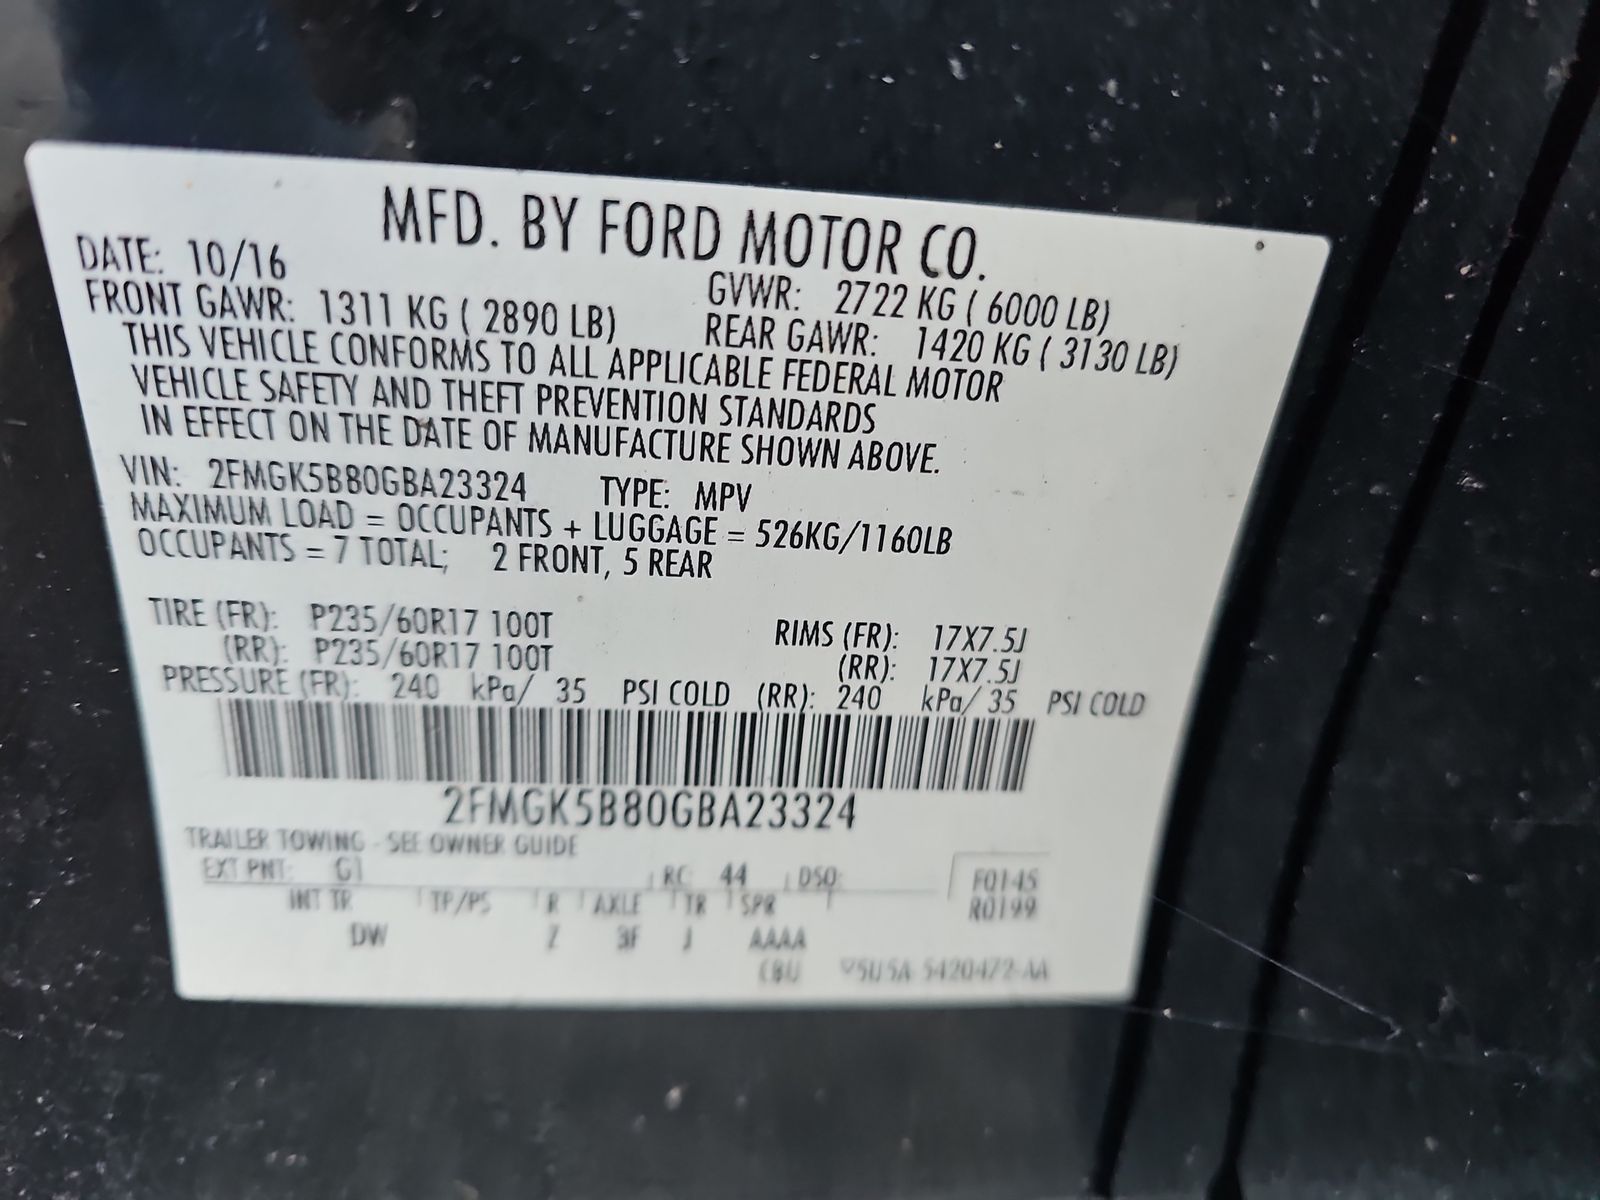 MFD. BY FORD MOTOR CO.
DATE: 10/16 GVWR: 2722 KG ( 6000 LB)
FRONT GAWR: 1311 KG ( 2890 LB) REAR GAWR: 1420 KG ( 3130 LB)
THIS VEHICLE CONFORMS TO ALL APPLICABLE FEDERAL MOTOR
VEHICLE SAFETY AND THEFT PREVENTION STANDARDS
IN EFFECT ON THE DATE OF MANUFACTURE SHOWN ABOVE.
VIN: 2FMGK5B80GBA23324 TYPE: MPV
MAXIMUM LOAD = OCCUPANTS + LUGGAGE = 526KG/1160LB
OCCUPANTS = 7 TOTAL; 2 FRONT, 5 REAR
TIRE (FR): P235/60R17 100T RIMS (FR): 17X7.5J
(RR): P235/60R17 100T (RR): 17X7.5J
PRESSURE (FR): 240 kPa/ 35 PSI COLD (RR): 240 kPa/ 35 PSI COLD
2FMGK5B80GBA23324
TRAILER TOWING - SEE OWNER GUIDE
EXT PNT: G1 RC: 44 DSO: F0145
INT TR TP/PS R AXLE TR SPR R0199
DW Z 3F J AAAA
5420472-AA